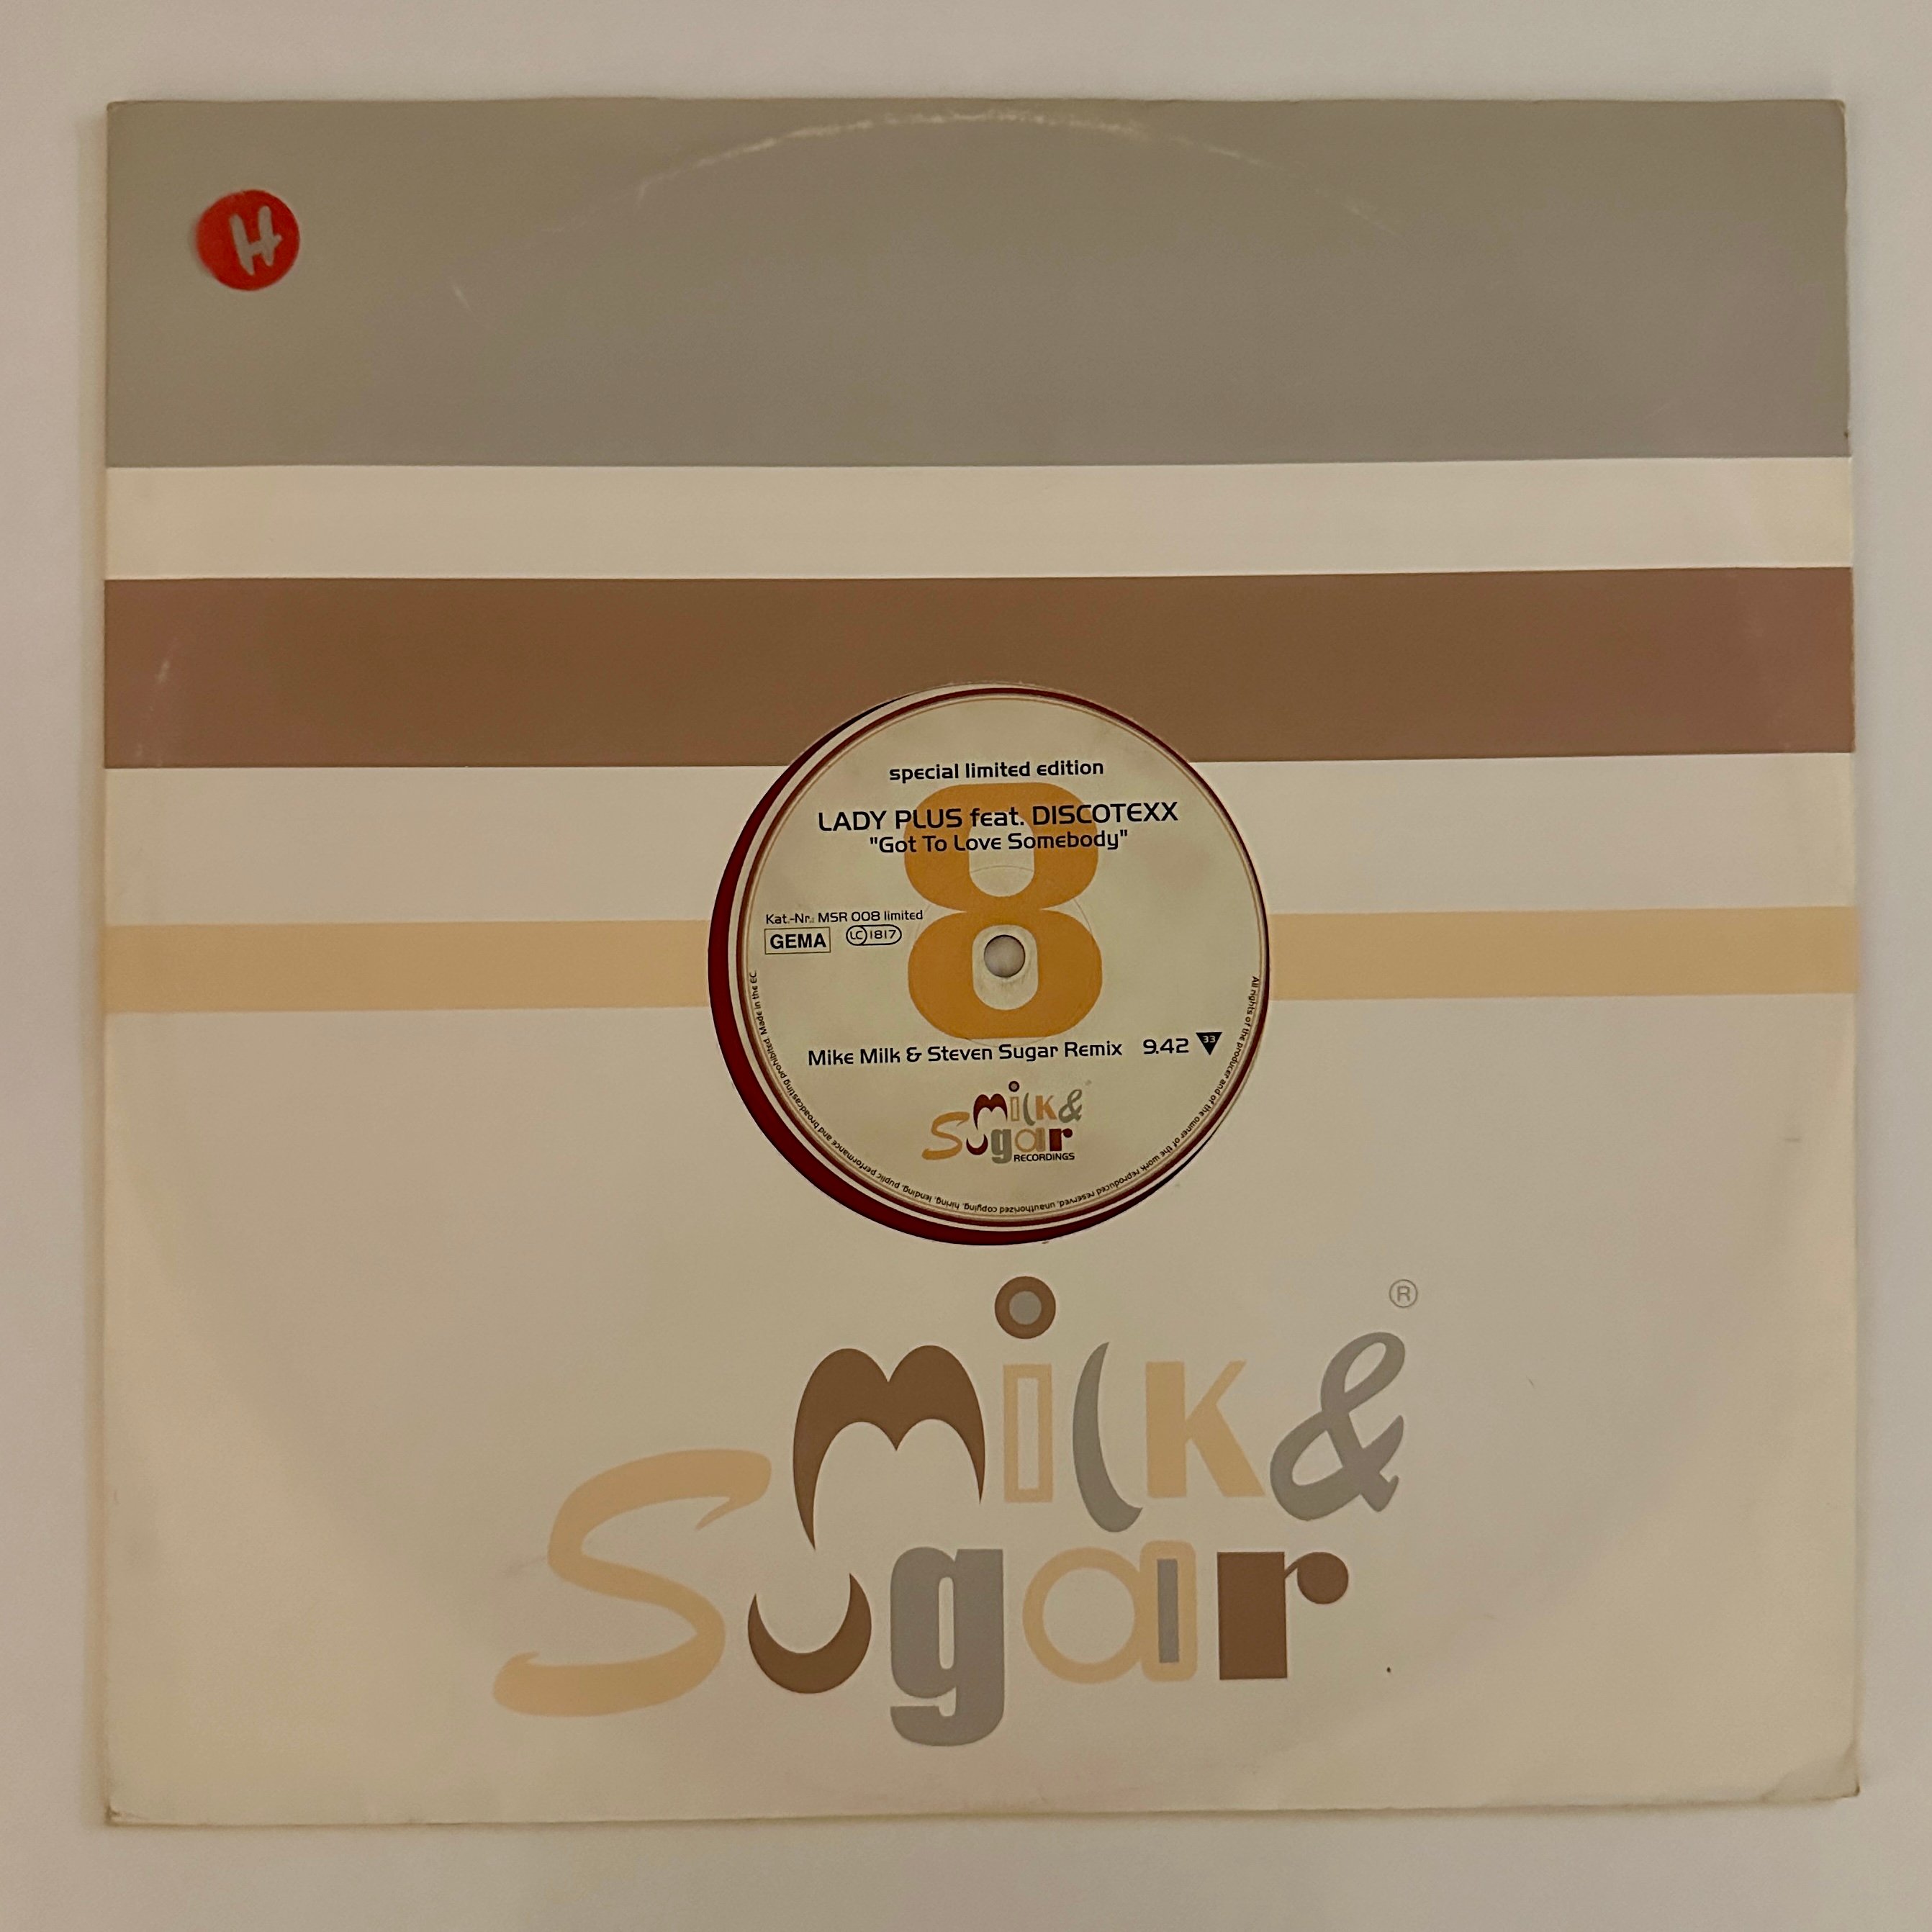 H
special limited edition
LADY PLUS feat. DISCOTEXX
"Got To Love Somebody"
8
Kat.-Nr.: MSR 008 limited
GEMA LC 1817
Mike Milk & Steven Sugar Remix 9.42 33
Milk &
Sugar
RECORDINGS
All rights of the producer and of the owner of the work reproduced reserved, unauthorized copying, hiring, lending, puplic performance and broadcasting prohibited. Made in the EC.
®
Milk &
Sugar